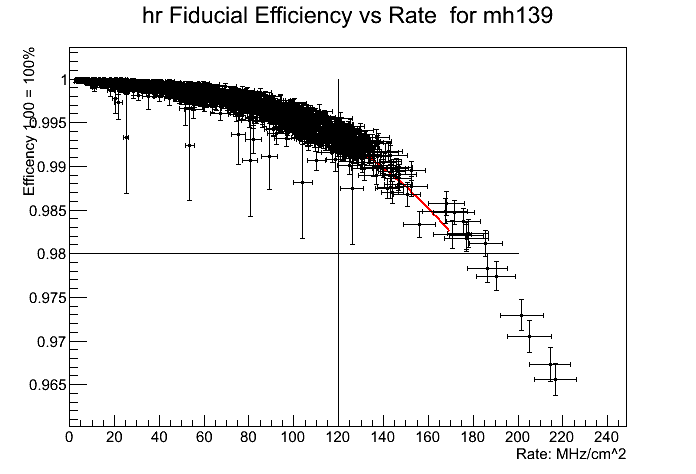 hr Fiducial Efficiency vs Rate for mh139
Efficency 1.00 = 100%
1
0.995
0.99
0.985
0.98
0.975
0.97
0.965
0 20 40 60 80 100 120 140 160 180 200 220 240
Rate: MHz/cm^2